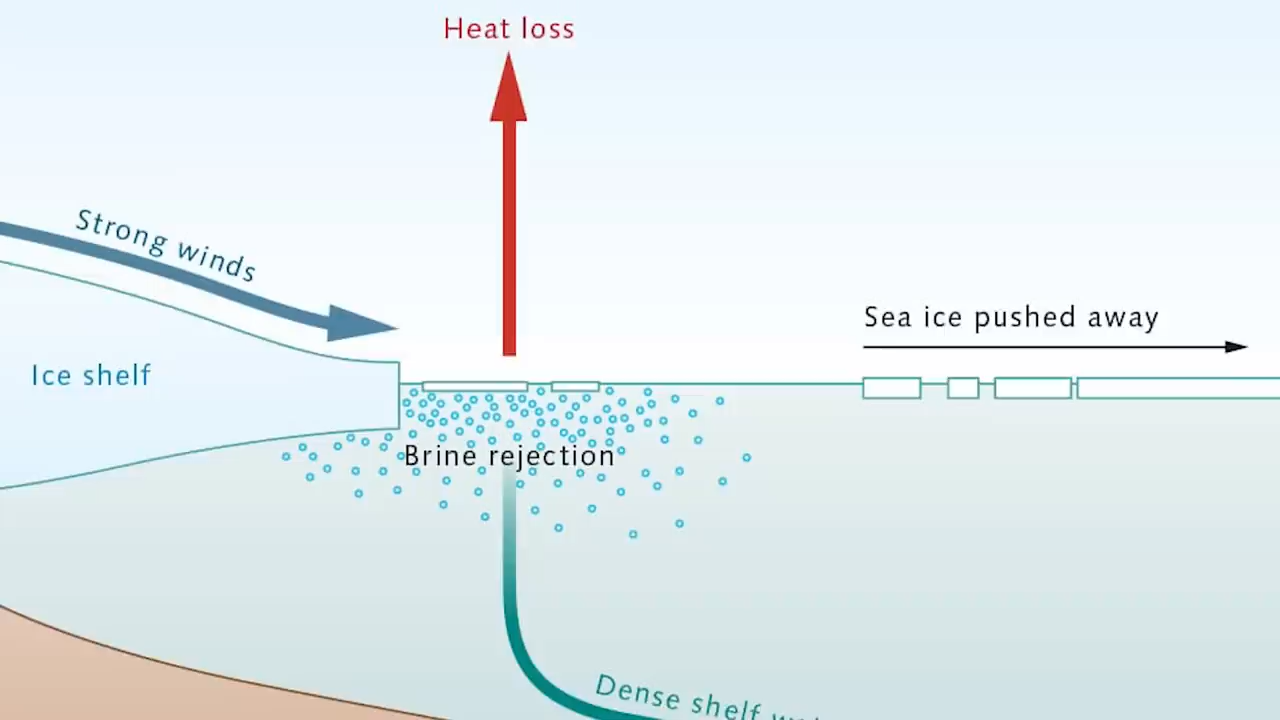 Heat loss
Strong winds
Sea ice pushed away
Ice shelf
Brine rejection
Dense shelf